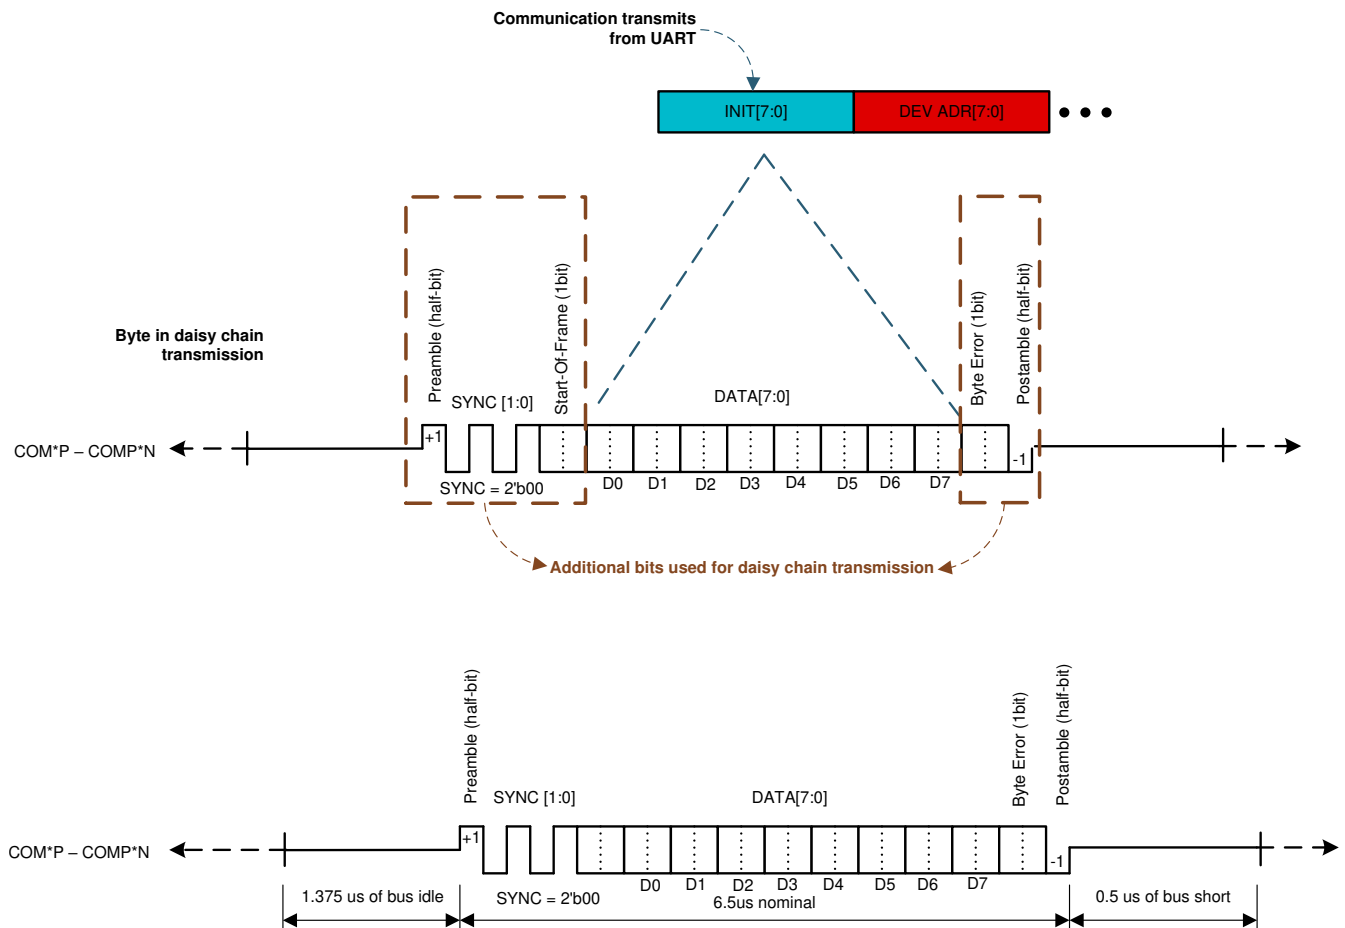 Communication transmits
from UART
INIT[7:0]
DEV ADR[7:0]
Preamble (half-bit)
Start-Of-Frame (1bit)
Byte Error (1bit)
Postamble (half-bit)
Byte in daisy chain
transmission
SYNC [1:0]
DATA[7:0]
COM*P – COMP*N
+1
-1
SYNC = 2'b00
D0 D1 D2 D3 D4 D5 D6 D7
Additional bits used for daisy chain transmission
Preamble (half-bit)
Byte Error (1bit)
Postamble (half-bit)
SYNC [1:0]
DATA[7:0]
COM*P – COMP*N
+1
-1
D0 D1 D2 D3 D4 D5 D6 D7
SYNC = 2'b00
1.375 us of bus idle
6.5us nominal
0.5 us of bus short